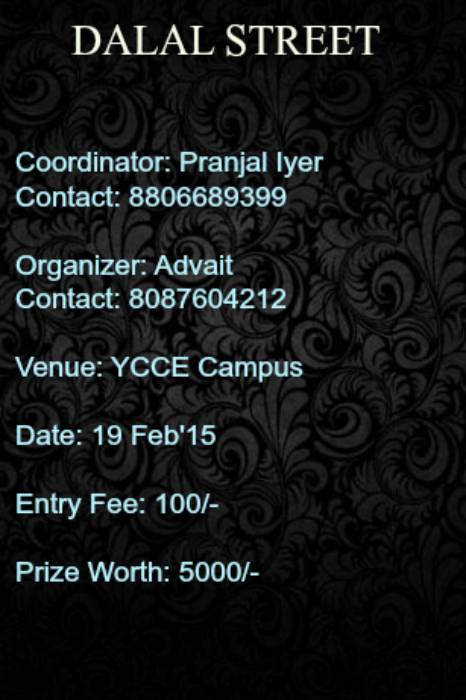 DALAL STREET
Coordinator: Pranjal Iyer
Contact: 8806689399
Organizer: Advait
Contact: 8087604212
Venue: YCCE Campus
Date: 19 Feb'15
Entry Fee: 100/-
Prize Worth: 5000/-